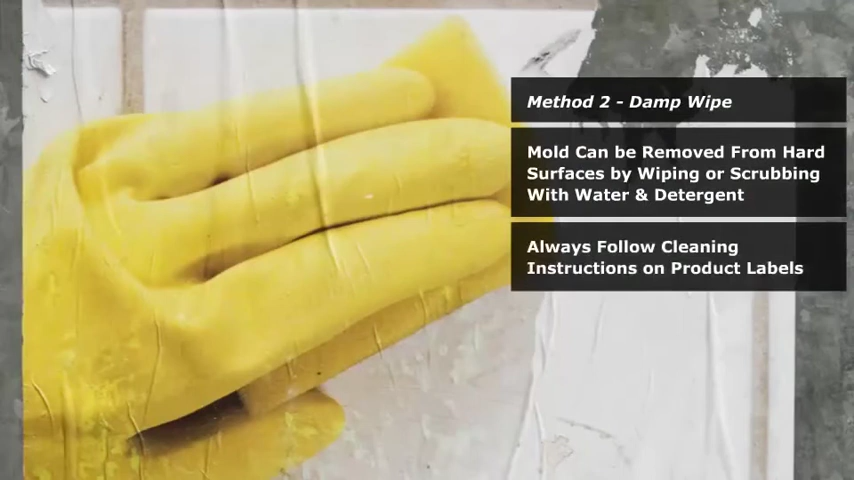 Method 2 - Damp Wipe
Mold Can be Removed From Hard
Surfaces by Wiping or Scrubbing
With Water & Detergent
Always Follow Cleaning
Instructions on Product Labels